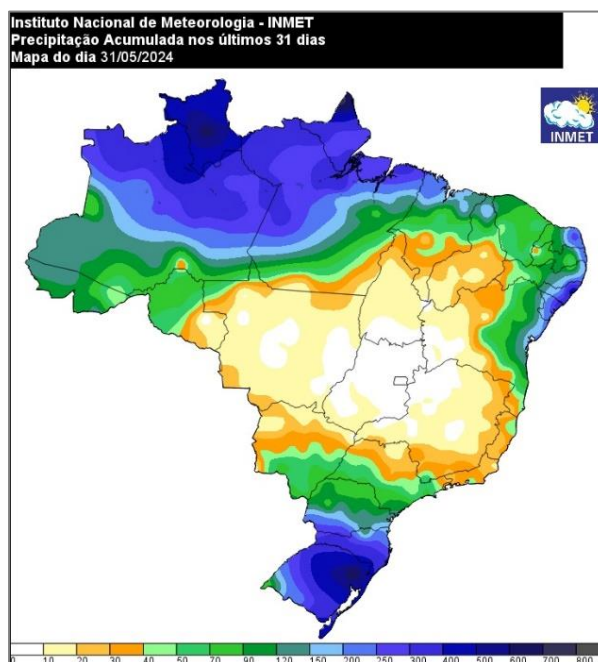 Instituto Nacional de Meteorologia - INMET
Precipitação Acumulada nos últimos 31 dias
Mapa do dia 31/05/2024
INMET
0 10 20 30 40 50 70 90 120 150 200 250 300 400 500 600 700 800